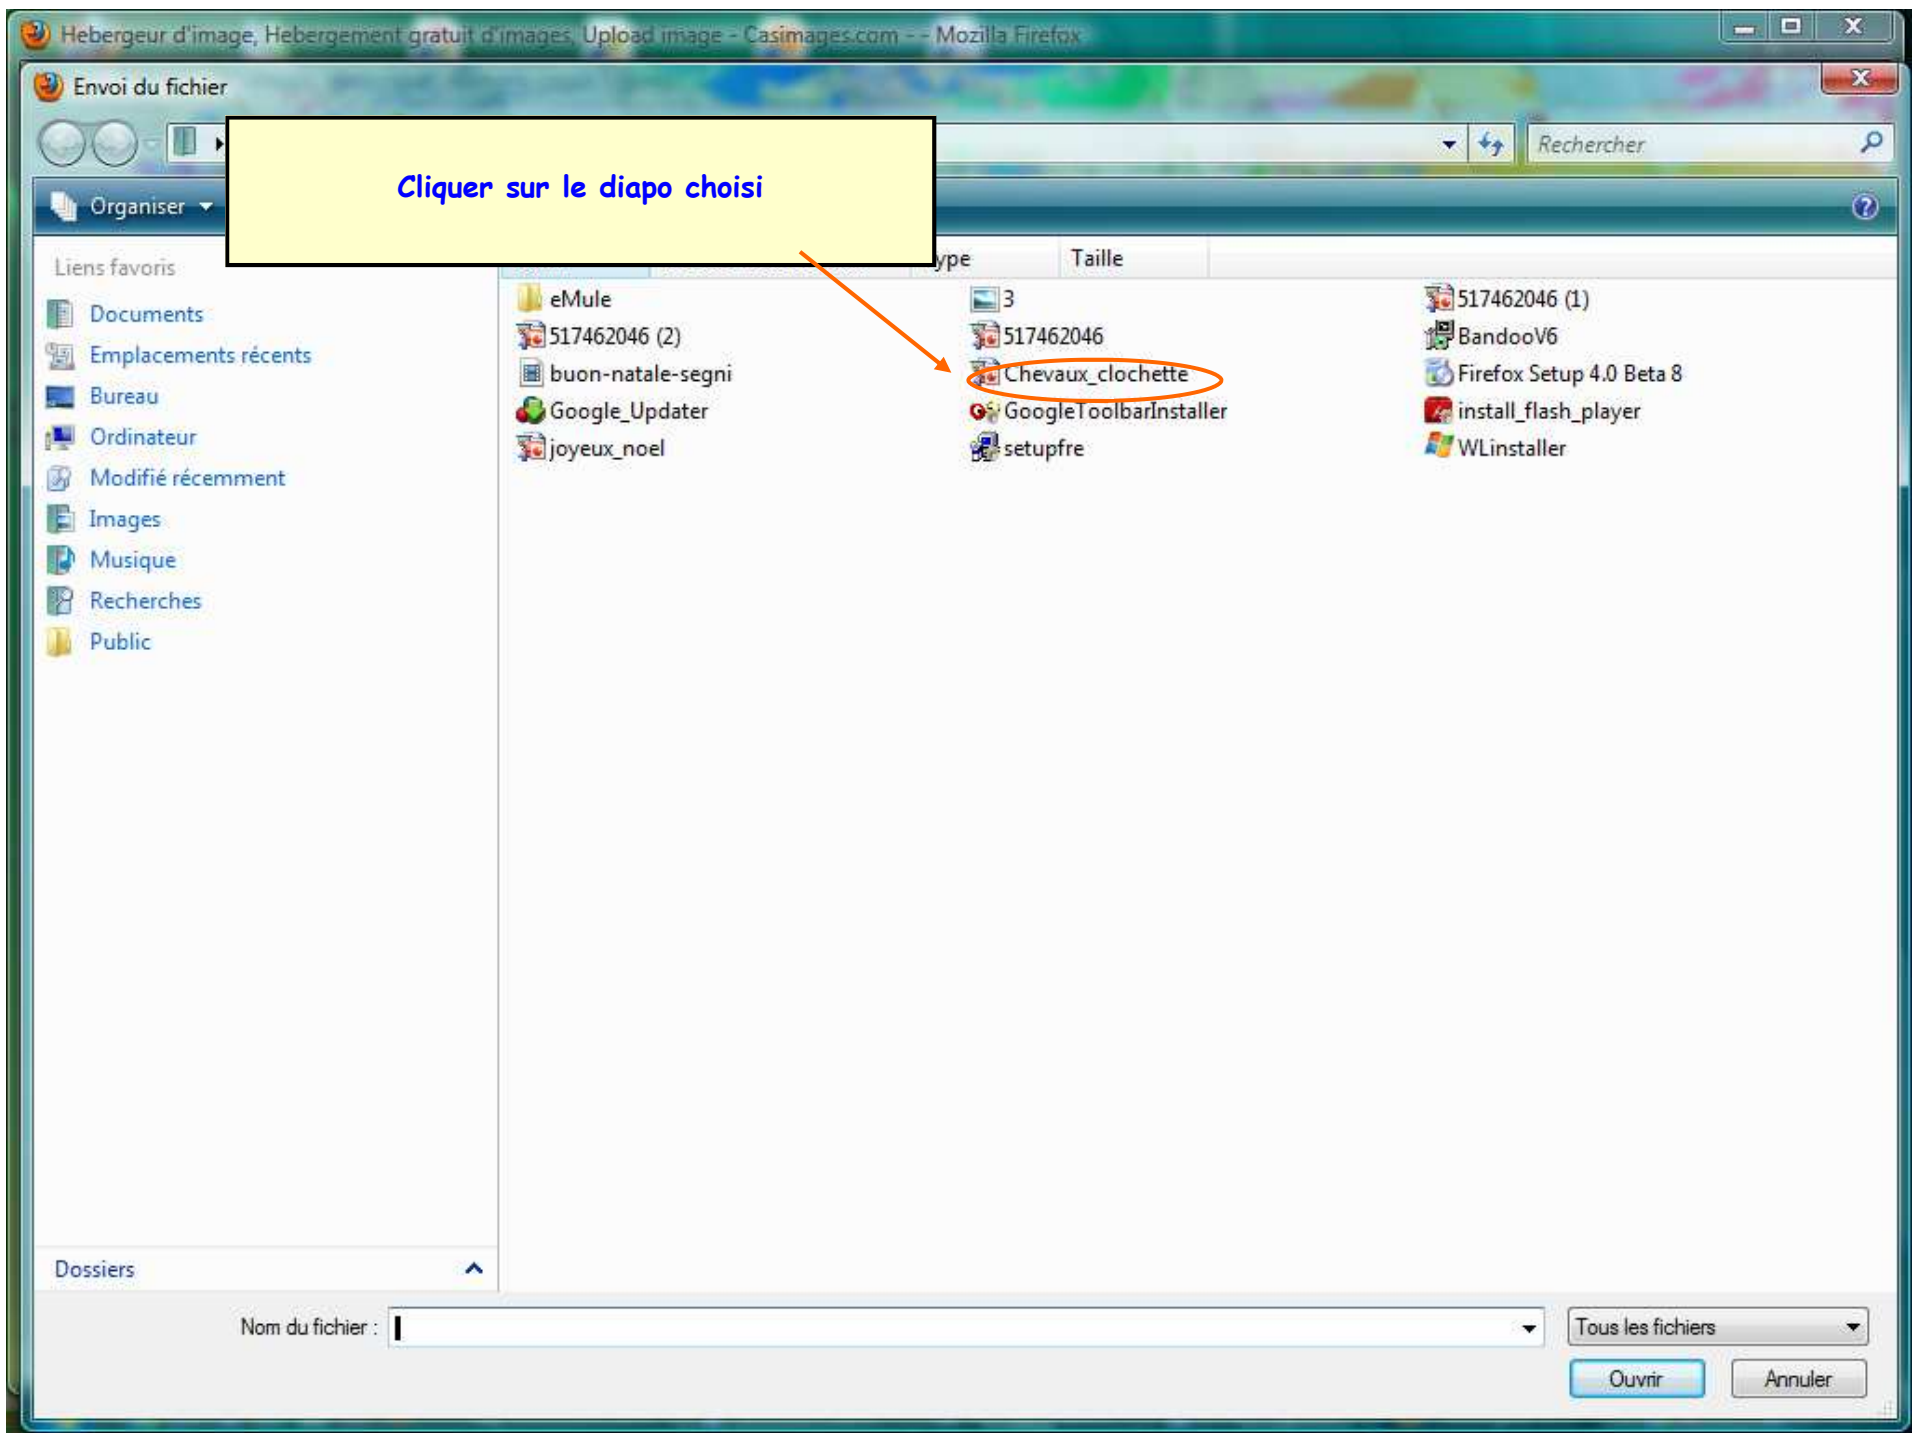 Hebergeur d'image, Hebergement gratuit d'images, Upload image - Casimages.com -- Mozilla Firefox
Envoi du fichier
Rechercher
Cliquer sur le diapo choisi
Organiser
Liens favoris
ype Taille
Documents
Emplacements récents
Bureau
Ordinateur
Modifié récemment
Images
Musique
Recherches
Public
eMule 3 517462046 (1)
517462046 (2) 517462046 BandooV6
buon-natale-segni Chevaux_clochette Firefox Setup 4.0 Beta 8
Google_Updater GoogleToolbarInstaller install_flash_player
joyeux_noel setupfre WLinstaller
Dossiers
Nom du fichier : Tous les fichiers
Ouvrir Annuler